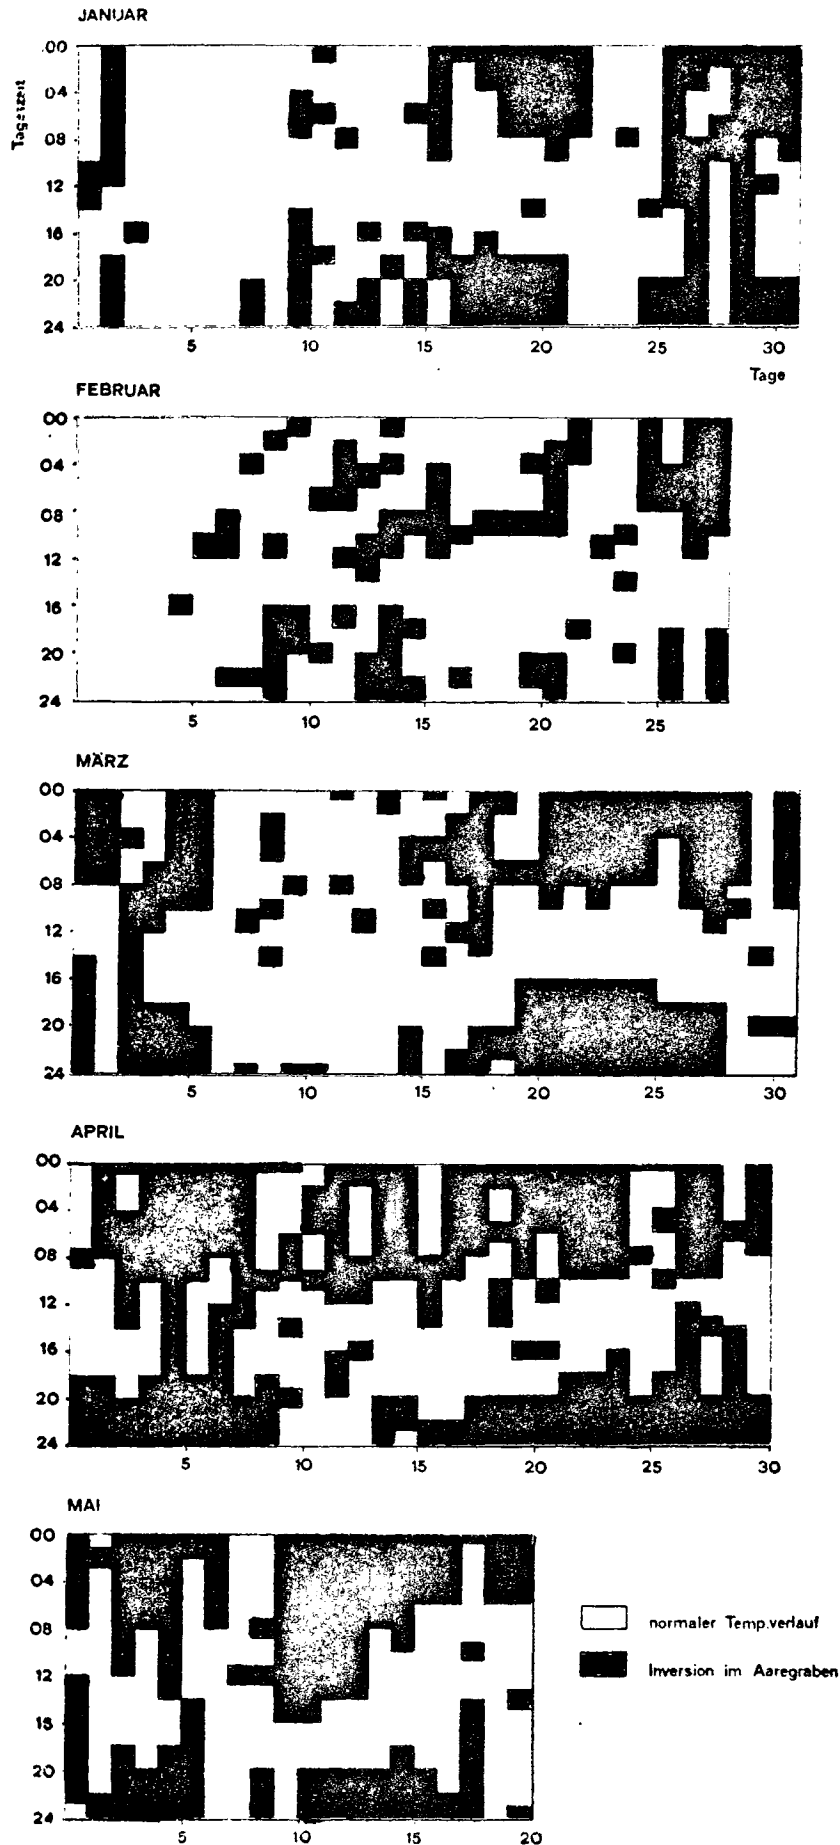 JANUAR
00
Tageszeit
04
08
12
16
20
24
5 10 15 20 25 30
Tage
FEBRUAR
00
04
08
12
16
20
24
5 10 15 20 25
MÄRZ
00
04
08
12
16
20
24
5 10 15 20 25 30
APRIL
00
04
08
12
16
20
24
5 10 15 20 25 30
MAI
00
04
08
12
15
20
24
5 10 15 20
normaler Temp.verlauf
Inversion im Aaregraben